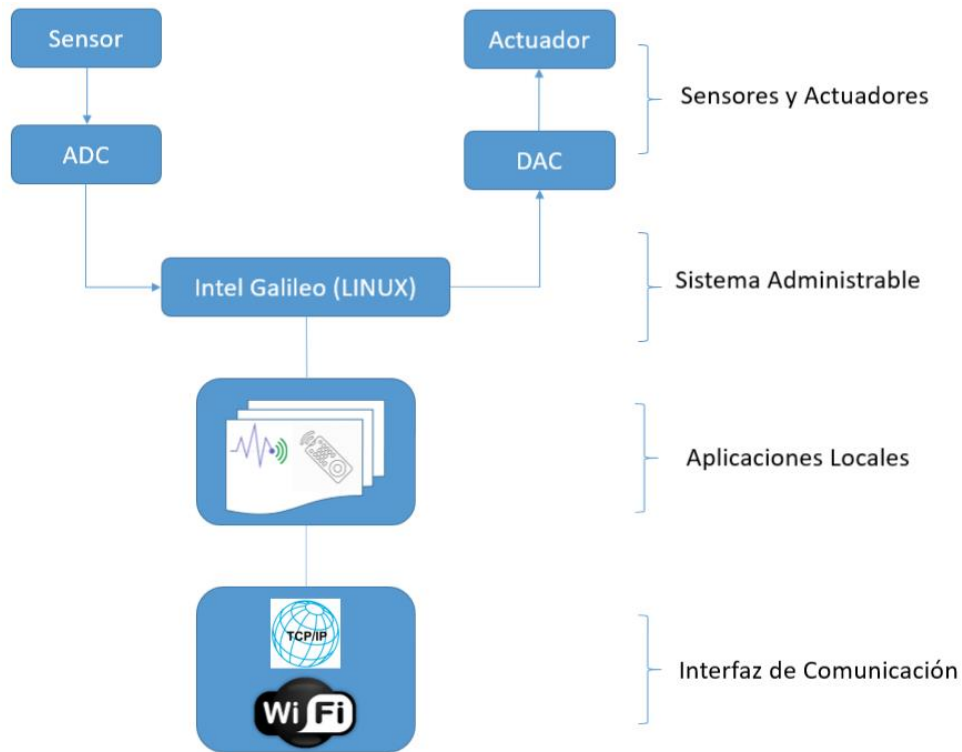 Sensor
Actuador
Sensores y Actuadores
ADC
DAC
Intel Galileo (LINUX)
Sistema Administrable
Aplicaciones Locales
TCP/IP
Interfaz de Comunicación
Wi Fi